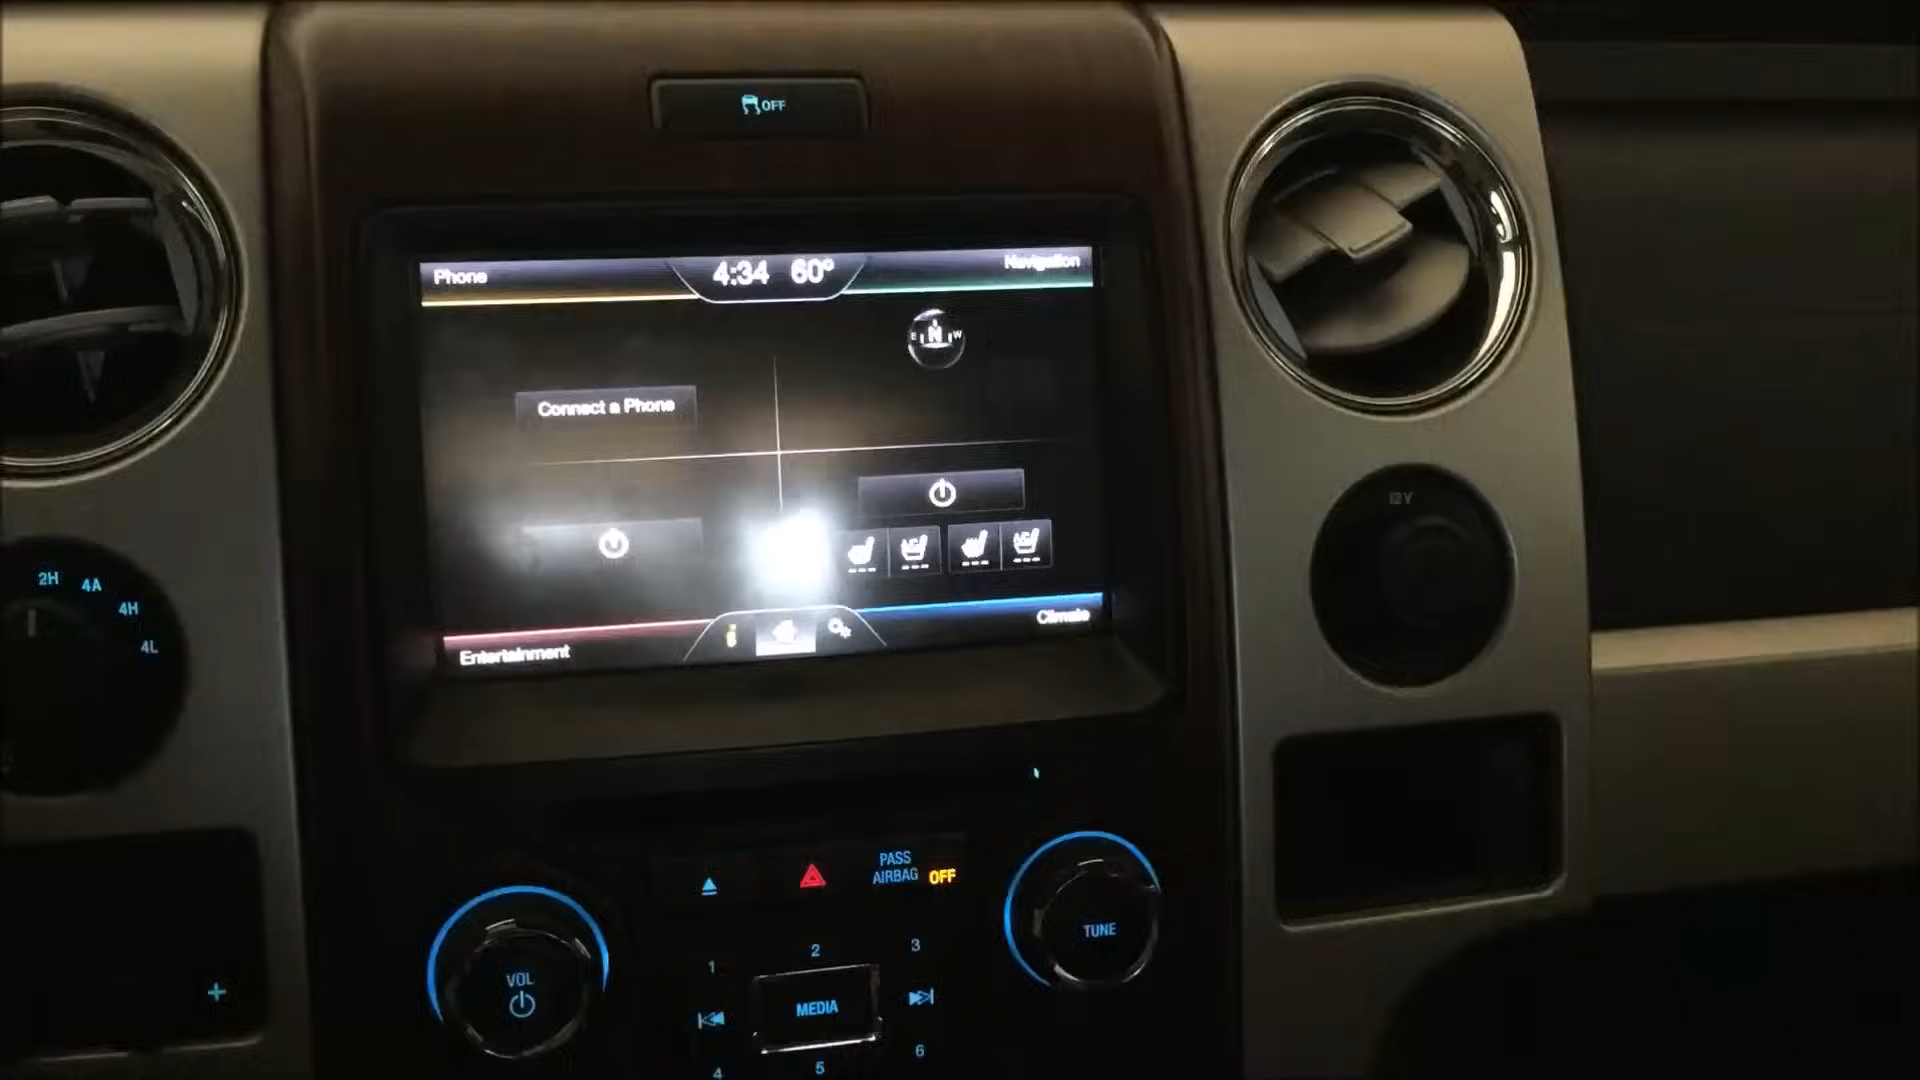 OFF
Phone
4:34 60°
Navigation
E N W
Connect a Phone
12V
2H
4A
4H
4L
Climate
Entertainment
PASS
AIRBAG OFF
VOL
TUNE
1
2
3
MEDIA
4
5
6
+